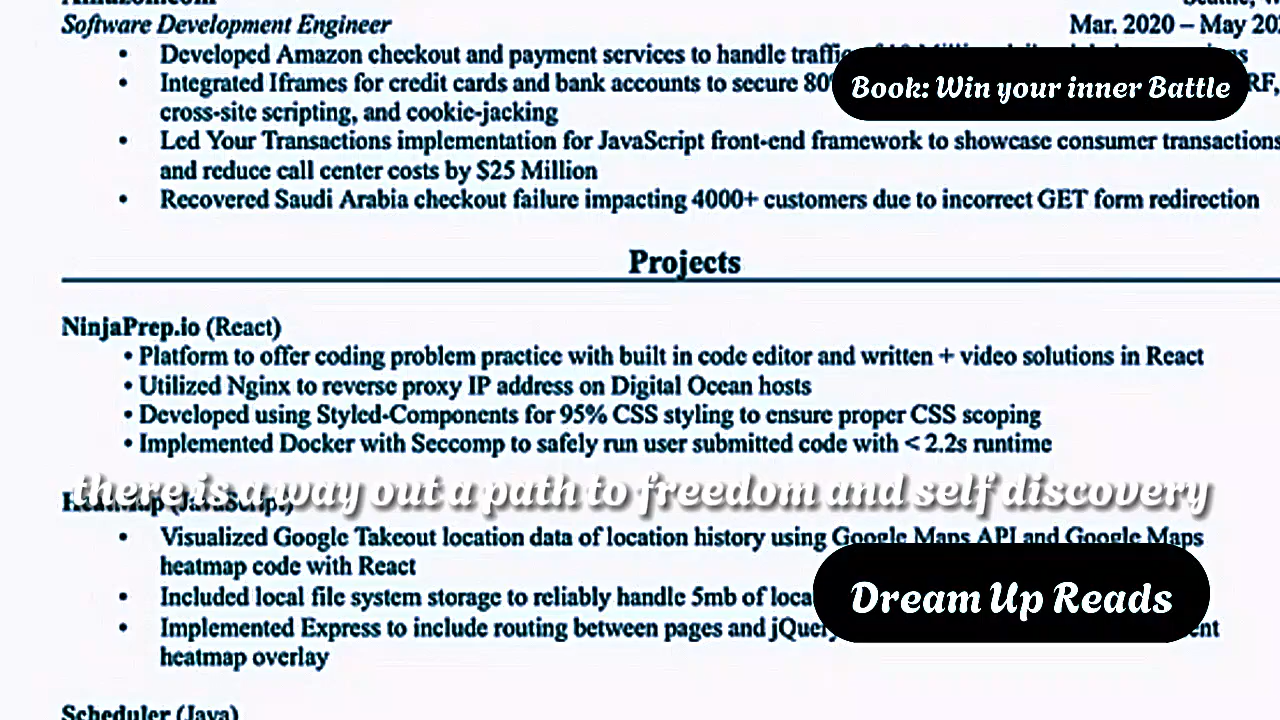 Software Development Engineer Mar. 2020 – May 202
• Developed Amazon checkout and payment services to handle traffic
• Integrated Iframes for credit cards and bank accounts to secure 80% RF,
Book: Win your inner Battle
cross-site scripting, and cookie-jacking
• Led Your Transactions implementation for JavaScript front-end framework to showcase consumer transactions
and reduce call center costs by $25 Million
• Recovered Saudi Arabia checkout failure impacting 4000+ customers due to incorrect GET form redirection
Projects
NinjaPrep.io (React)
• Platform to offer coding problem practice with built in code editor and written + video solutions in React
• Utilized Nginx to reverse proxy IP address on Digital Ocean hosts
• Developed using Styled-Components for 95% CSS styling to ensure proper CSS scoping
• Implemented Docker with Seccomp to safely run user submitted code with < 2.2s runtime
there is a way out a path to freedom and self discovery
Heatmap (JavaScript)
• Visualized Google Takeout location data of location history using Google Maps API and Google Maps
heatmap code with React
• Included local file system storage to reliably handle 5mb of
Dream Up Reads
• Implemented Express to include routing between pages and jQuery
heatmap overlay
Scheduler (Java)